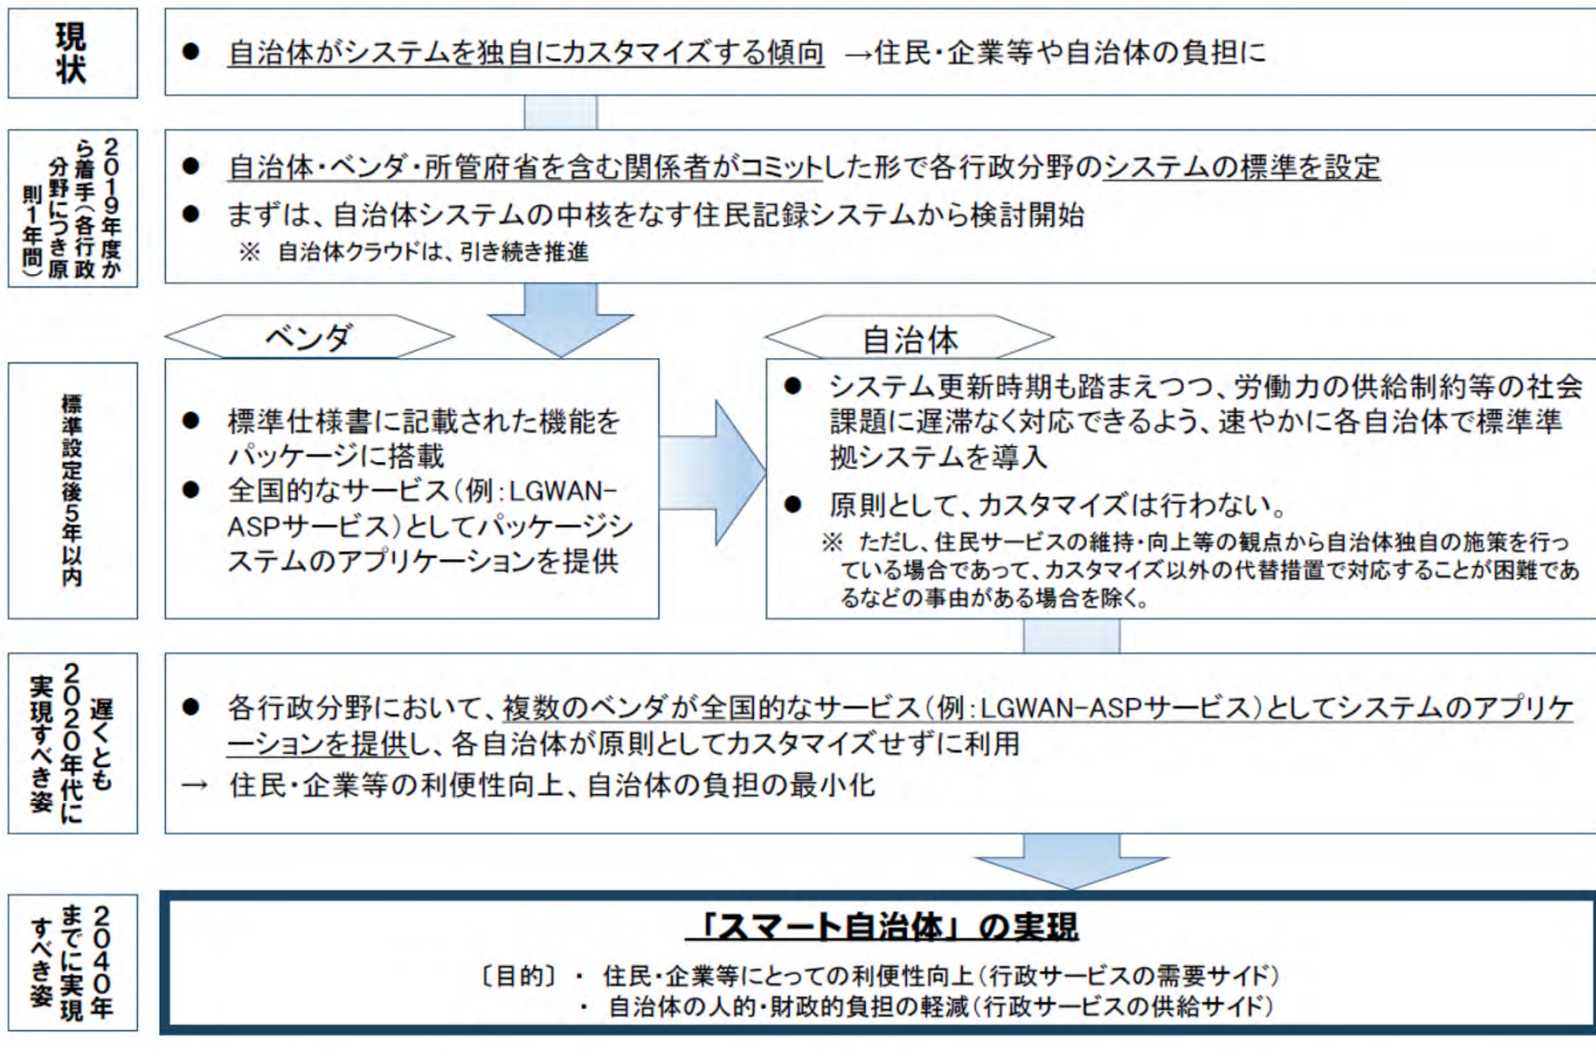 現
状
● 自治体がシステムを独自にカスタマイズする傾向 →住民・企業等や自治体の負担に
2019年度か
ら着手(各行政
分野につき原
則1年間)
● 自治体・ベンダ・所管府省を含む関係者がコミットした形で各行政分野のシステムの標準を設定
● まずは、自治体システムの中核をなす住民記録システムから検討開始
※ 自治体クラウドは、引き続き推進
標準設定後5年以内
ベンダ
● 標準仕様書に記載された機能を
パッケージに搭載
● 全国的なサービス(例:LGWAN-
ASPサービス)としてパッケージシ
ステムのアプリケーションを提供
自治体
● システム更新時期も踏まえつつ、労働力の供給制約等の社会
課題に遅滞なく対応できるよう、速やかに各自治体で標準準
拠システムを導入
● 原則として、カスタマイズは行わない。
※ ただし、住民サービスの維持・向上等の観点から自治体独自の施策を行っ
ている場合であって、カスタマイズ以外の代替措置で対応することが困難であ
るなどの事由がある場合を除く。
遅くとも
2020年代に
実現すべき姿
● 各行政分野において、複数のベンダが全国的なサービス(例:LGWAN-ASPサービス)としてシステムのアプリケ
ーションを提供し、各自治体が原則としてカスタマイズせずに利用
→ 住民・企業等の利便性向上、自治体の負担の最小化
2040年
までに実現
すべき姿
「スマート自治体」の実現
〔目的〕・ 住民・企業等にとっての利便性向上(行政サービスの需要サイド)
・ 自治体の人的・財政的負担の軽減(行政サービスの供給サイド)